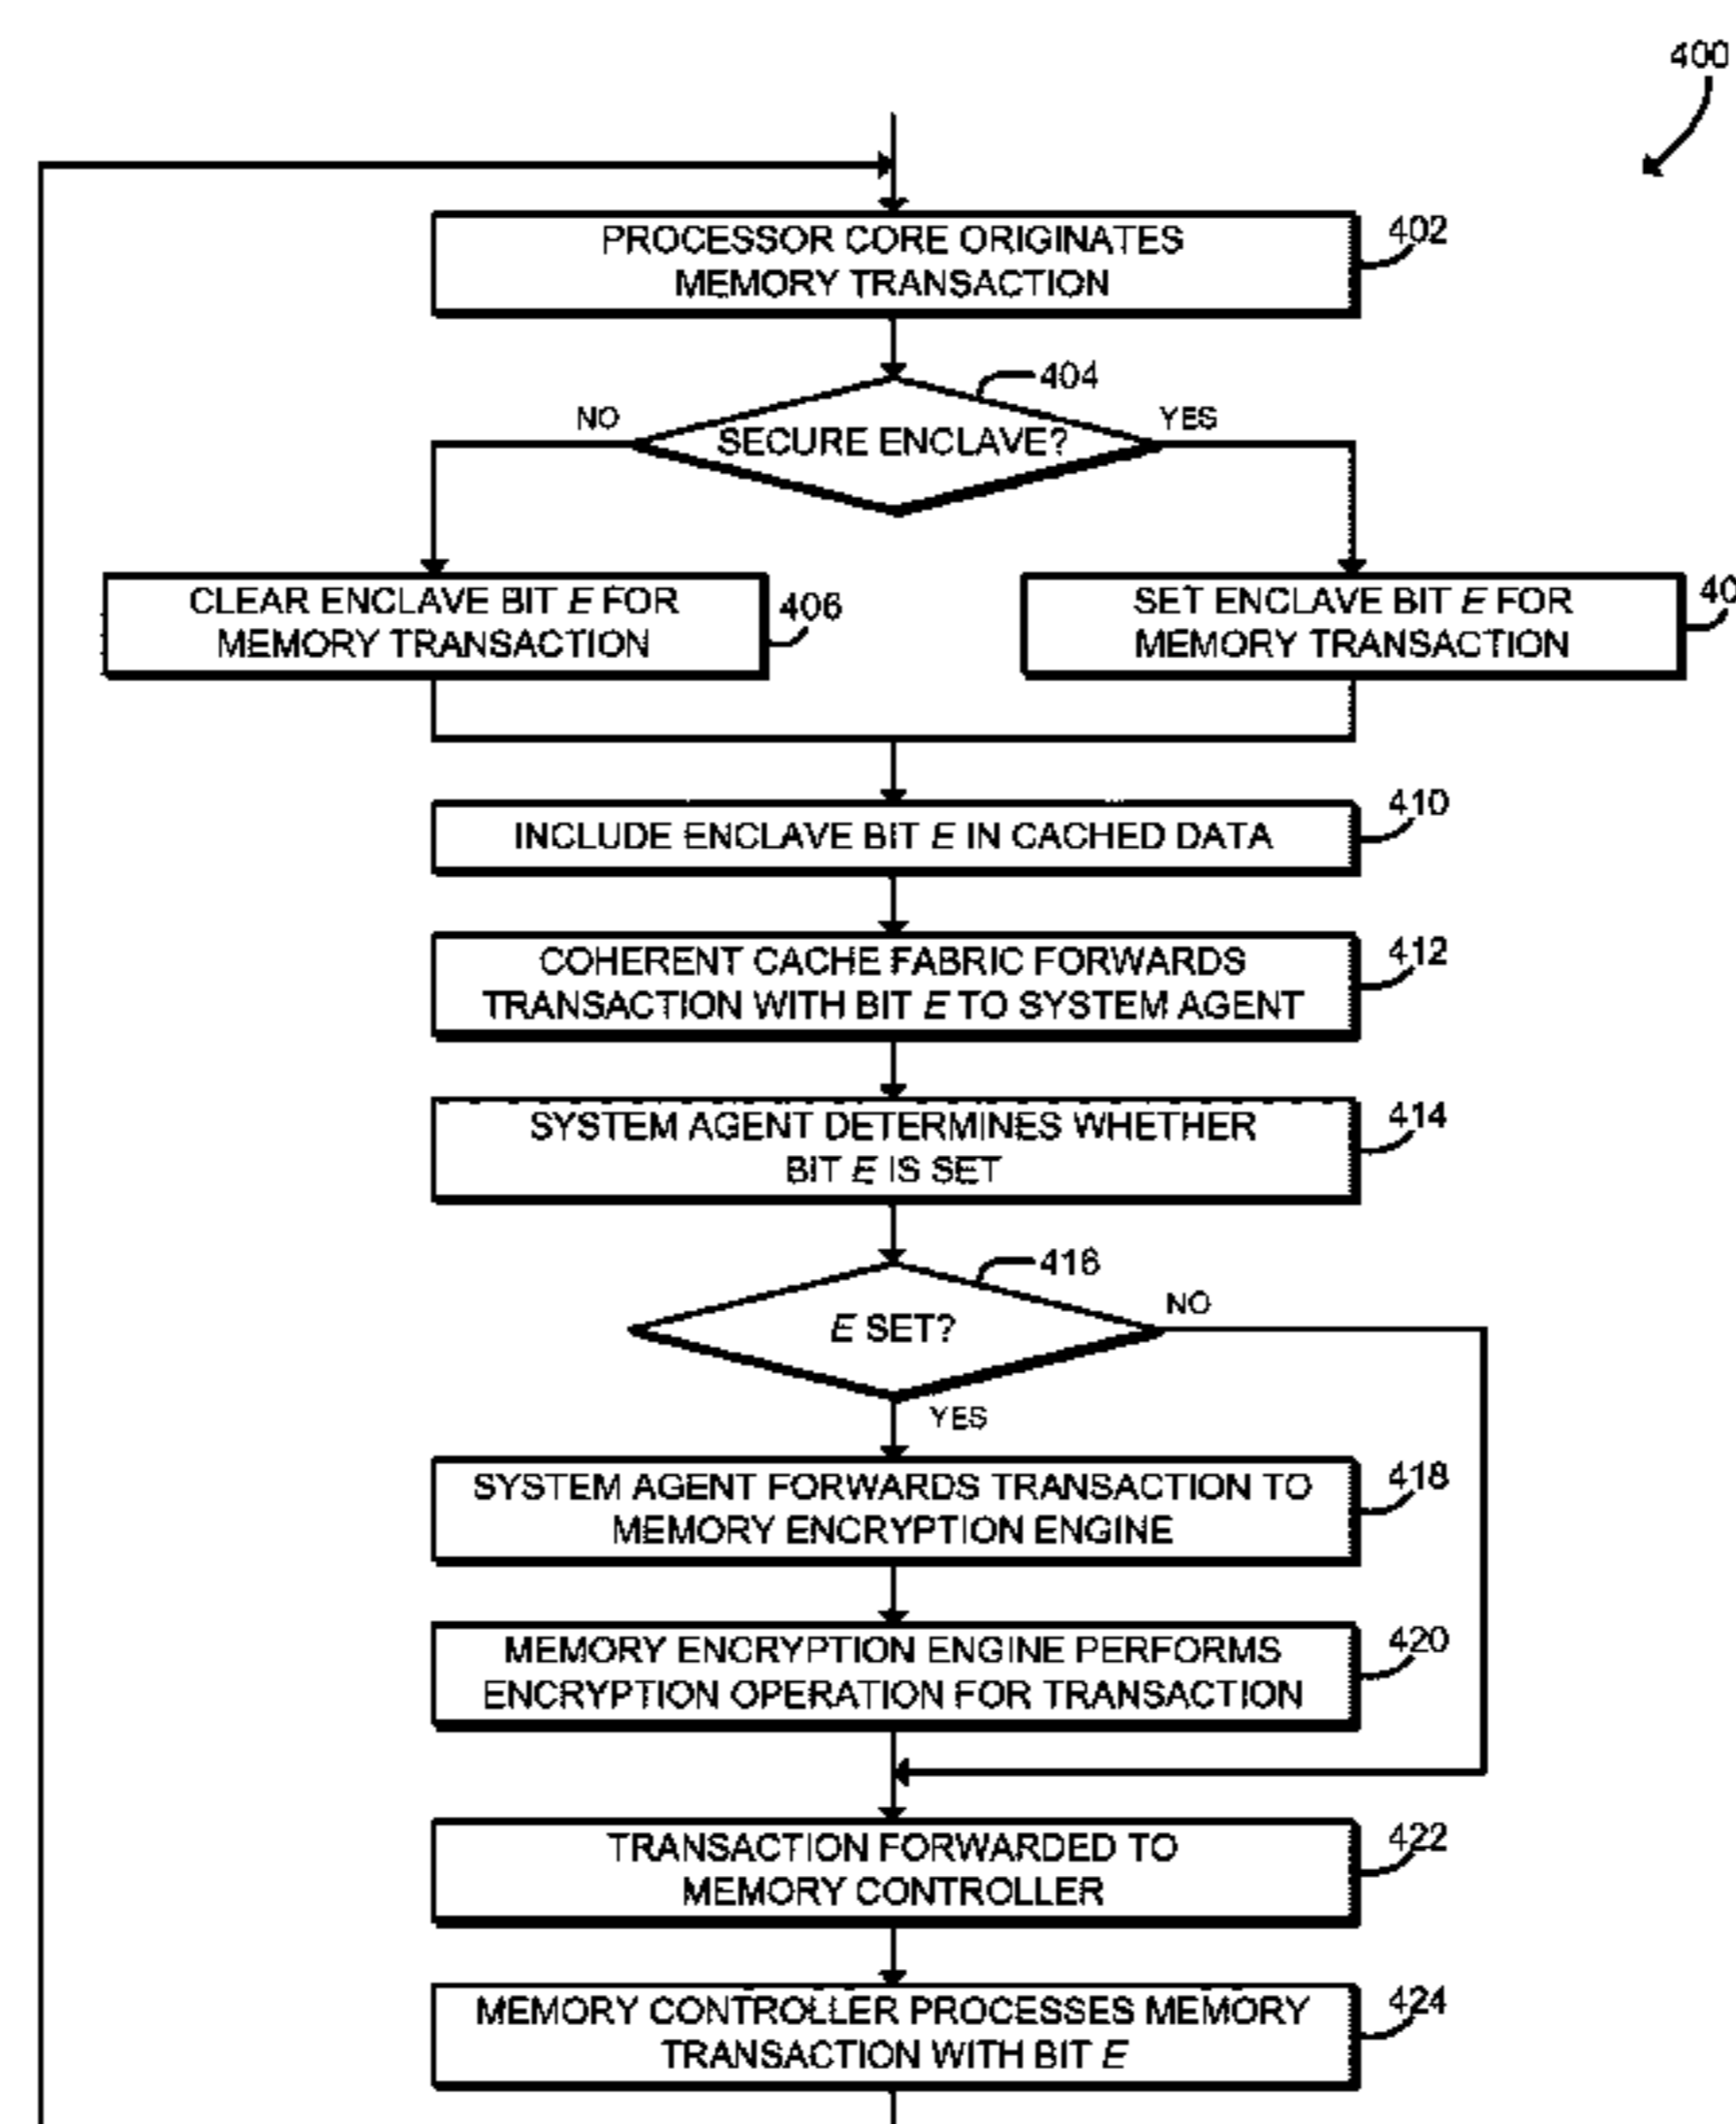 400
PROCESSOR CORE ORIGINATES
MEMORY TRANSACTION
402
404
NO
SECURE ENCLAVE?
YES
CLEAR ENCLAVE BIT E FOR
MEMORY TRANSACTION
406
SET ENCLAVE BIT E FOR
MEMORY TRANSACTION
INCLUDE ENCLAVE BIT E IN CACHED DATA
410
COHERENT CACHE FABRIC FORWARDS
TRANSACTION WITH BIT E TO SYSTEM AGENT
412
SYSTEM AGENT DETERMINES WHETHER
BIT E IS SET
414
416
E SET?
NO
YES
SYSTEM AGENT FORWARDS TRANSACTION TO
MEMORY ENCRYPTION ENGINE
418
MEMORY ENCRYPTION ENGINE PERFORMS
ENCRYPTION OPERATION FOR TRANSACTION
420
TRANSACTION FORWARDED TO
MEMORY CONTROLLER
422
MEMORY CONTROLLER PROCESSES MEMORY
TRANSACTION WITH BIT E
424